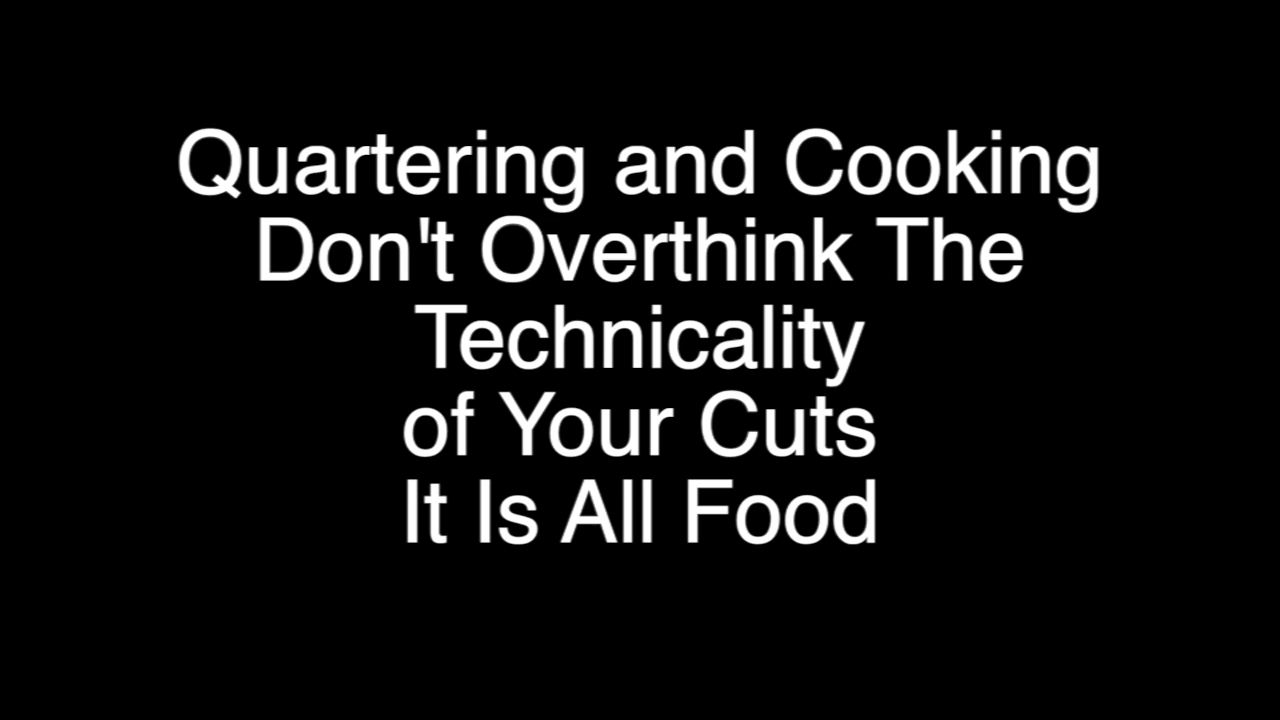 Quartering and Cooking
Don't Overthink The
Technicality
of Your Cuts
It Is All Food